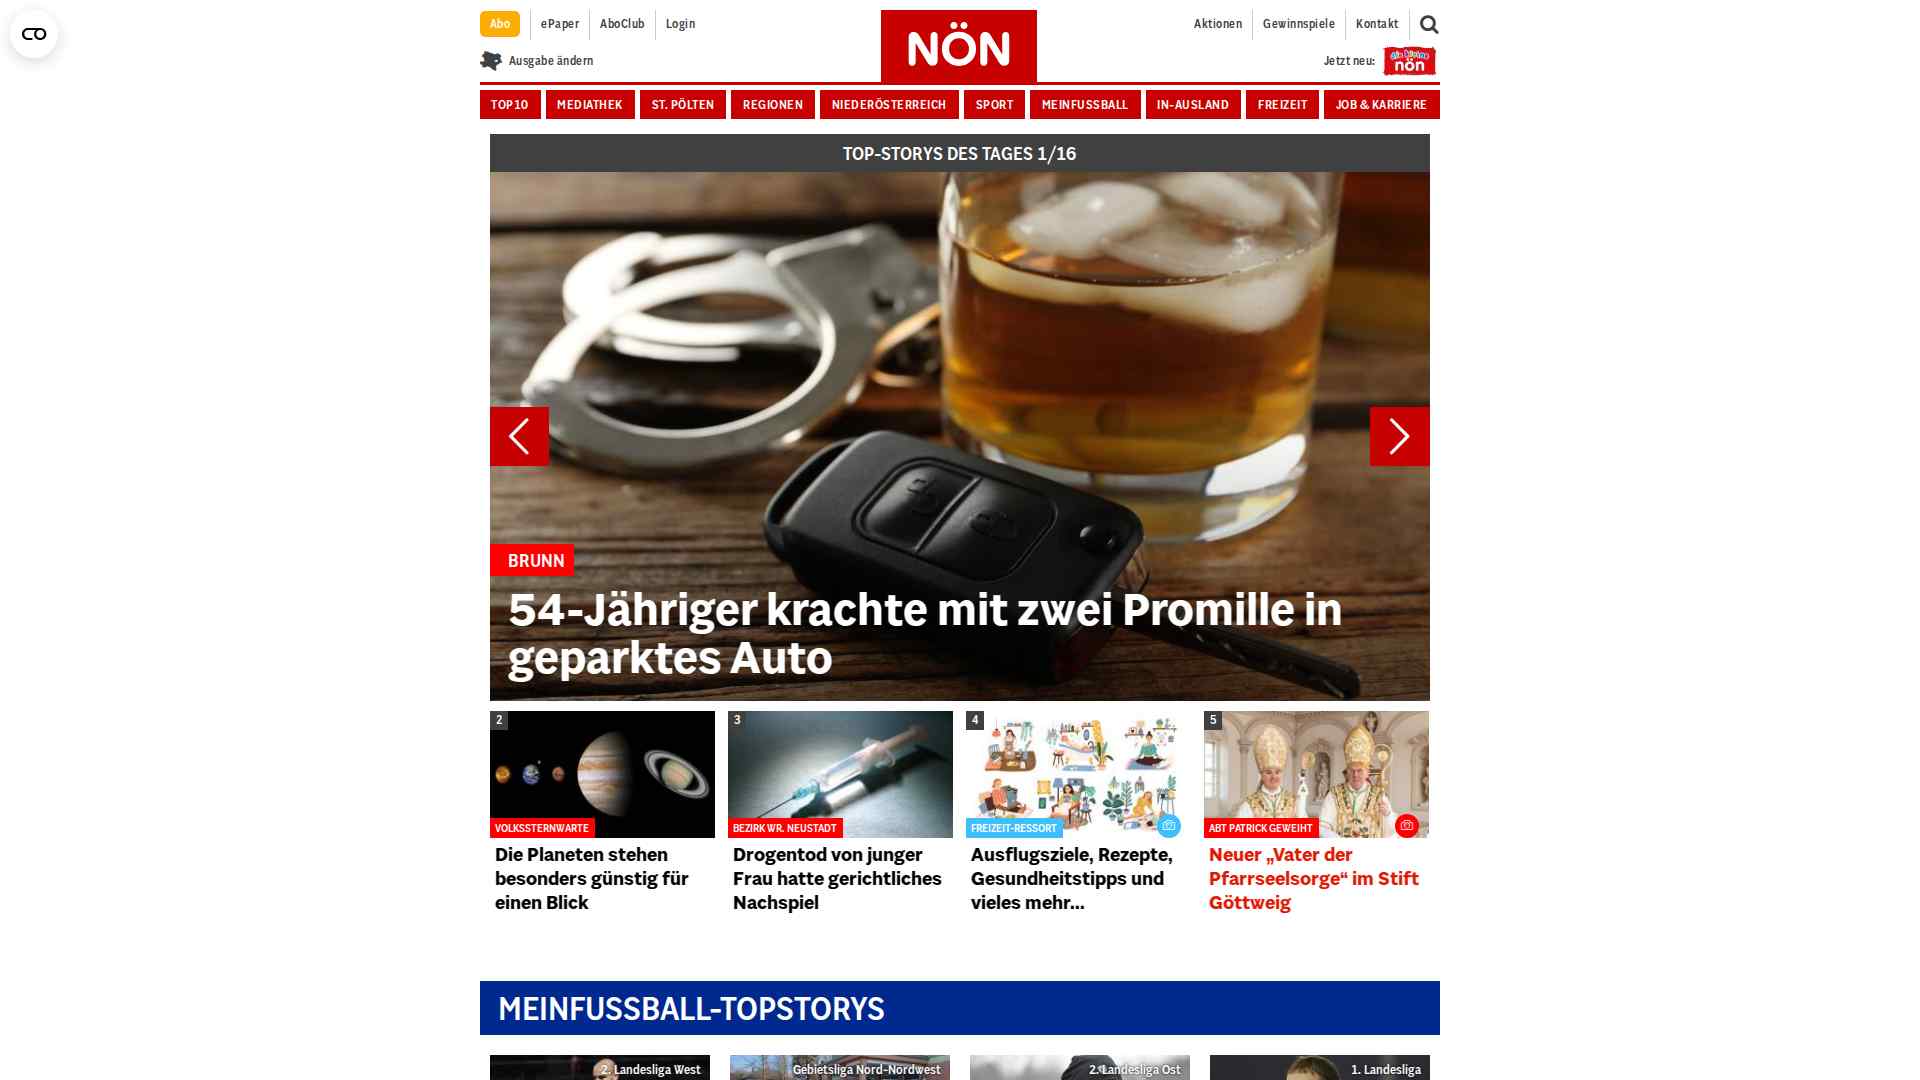 Abo
ePaper
AboClub
Login
NÖN
Aktionen
Gewinnspiele
Kontakt
Ausgabe ändern
Jetzt neu:
die kleine
nön
TOP10
MEDIATHEK
ST. PÖLTEN
REGIONEN
NIEDERÖSTERREICH
SPORT
MEINFUSSBALL
IN-AUSLAND
FREIZEIT
JOB & KARRIERE
TOP-STORYS DES TAGES 1/16
BRUNN
54-Jähriger krachte mit zwei Promille in
geparktes Auto
2
VOLKSSTERNWARTE
Die Planeten stehen
besonders günstig für
einen Blick
3
BEZIRK WR. NEUSTADT
Drogentod von junger
Frau hatte gerichtliches
Nachspiel
4
FREIZEIT-RESSORT
Ausflugsziele, Rezepte,
Gesundheitstipps und
vieles mehr...
5
ABT PATRICK GEWEIHT
Neuer „Vater der
Pfarrseelsorge“ im Stift
Göttweig
MEINFUSSBALL-TOPSTORYS
2. Landesliga West
Gebietsliga Nord-Nordwest
2. Landesliga Ost
1. Landesliga